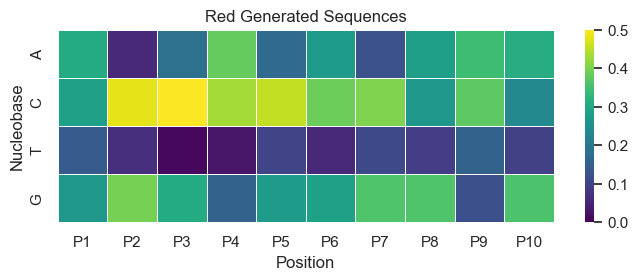 Red Generated Sequences
Nucleobase
A
C
T
G
P1 P2 P3 P4 P5 P6 P7 P8 P9 P10
Position
0.5
0.4
0.3
0.2
0.1
0.0